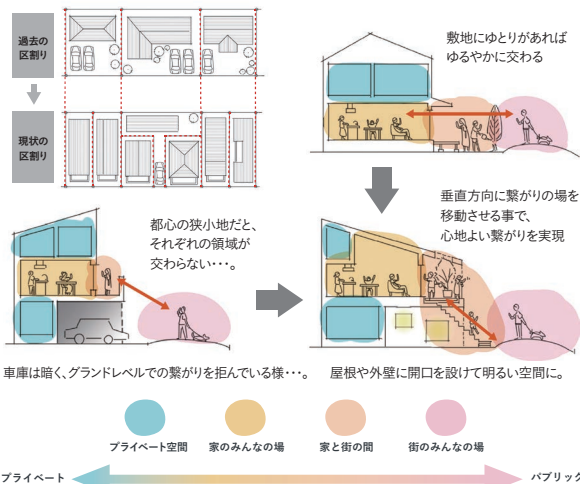 過去の
区割り
現状の
区割り
敷地にゆとりがあれば
ゆるやかに交わる
都心の狭小地だと、
それぞれの領域が
交わらない・・・。
垂直方向に繋がりの場を
移動させる事で、
心地よい繋がりを実現
車庫は暗く、グランドレベルでの繋がりを拒んでいる様・・・。
屋根や外壁に開口を設けて明るい空間に。
プライベート空間
家のみんなの場
家と街の間
街のみんなの場
プライベート
パブリック